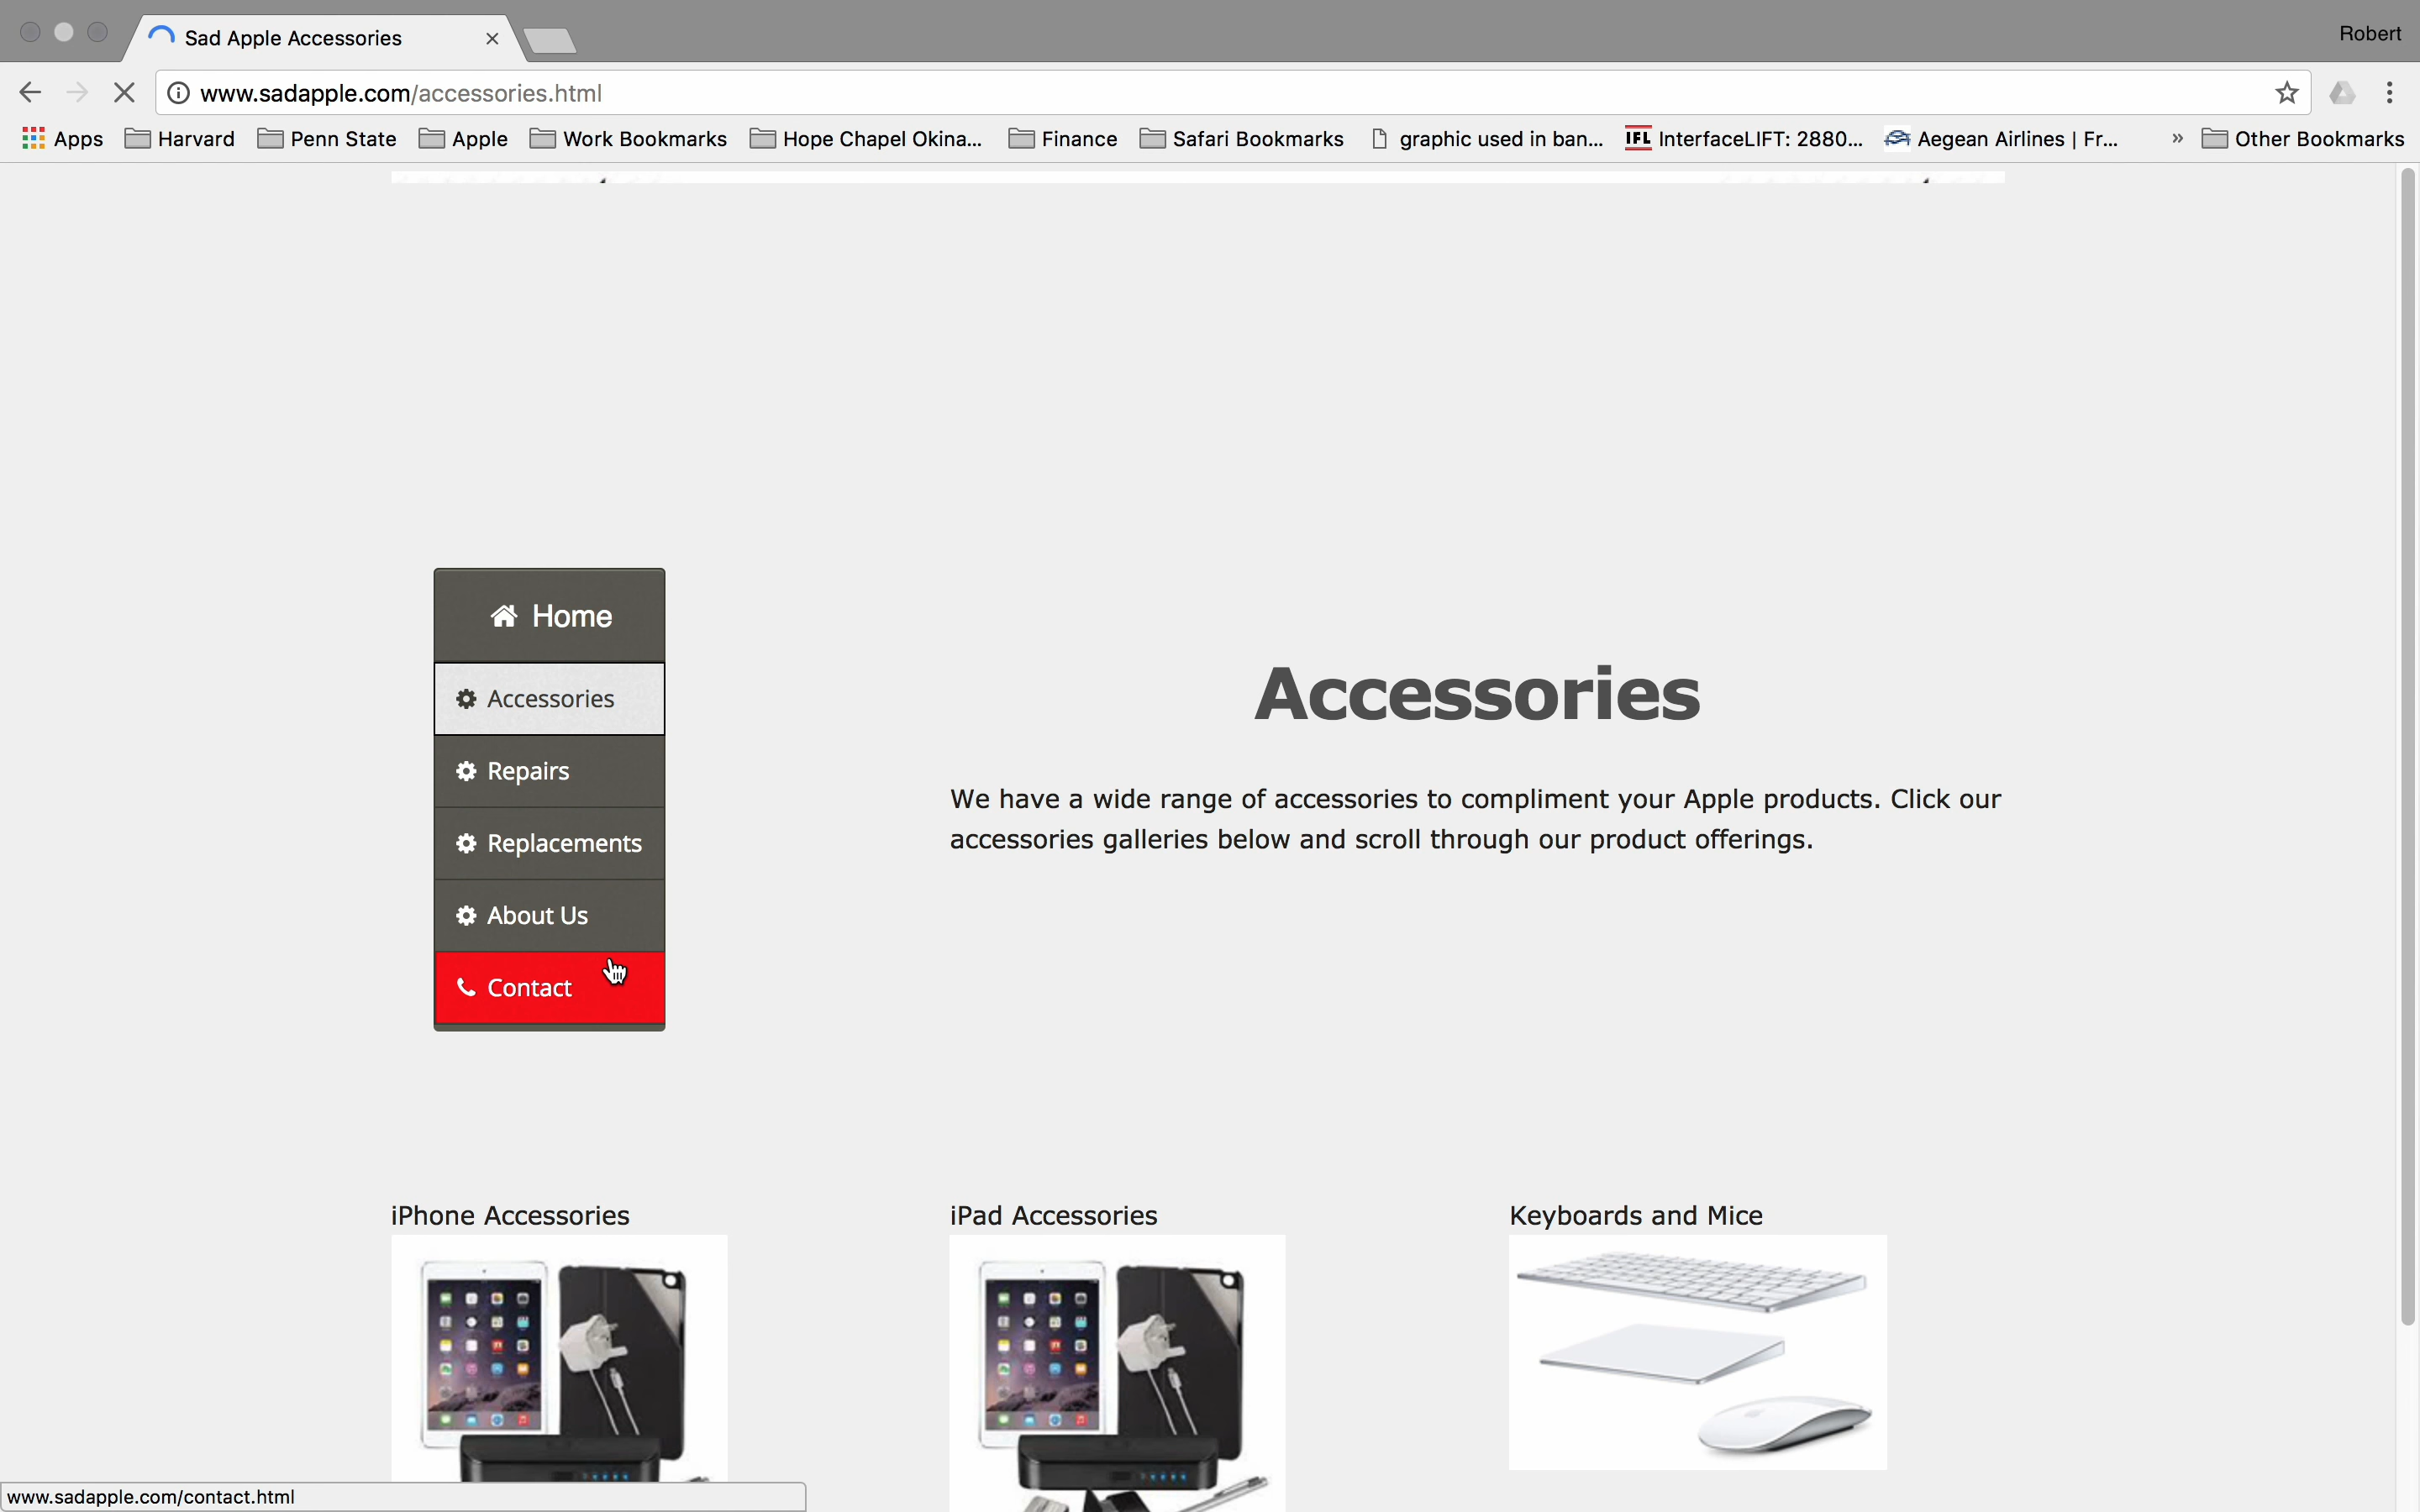 Sad Apple Accessories
Robert
www.sadapple.com/accessories.html
Apps Harvard Penn State Apple Work Bookmarks Hope Chapel Okina... Finance Safari Bookmarks graphic used in ban... IFL InterfaceLIFT: 2880... Aegean Airlines | Fr... » Other Bookmarks
Home
Accessories
Repairs
Replacements
About Us
Contact
Accessories
We have a wide range of accessories to compliment your Apple products. Click our
accessories galleries below and scroll through our product offerings.
iPhone Accessories
iPad Accessories
Keyboards and Mice
www.sadapple.com/contact.html